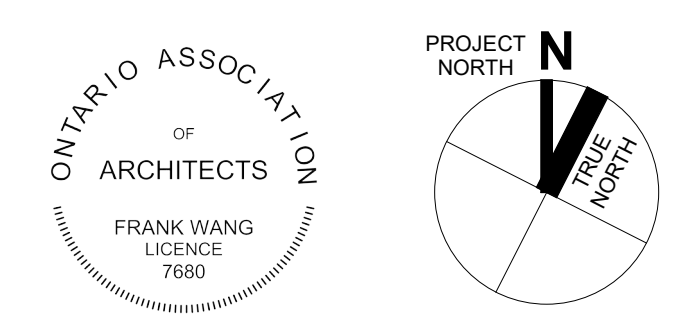 ONTARIO ASSOCIATION
OF
ARCHITECTS
FRANK WANG
LICENCE
7680
PROJECT
NORTH
N
TRUE
NORTH